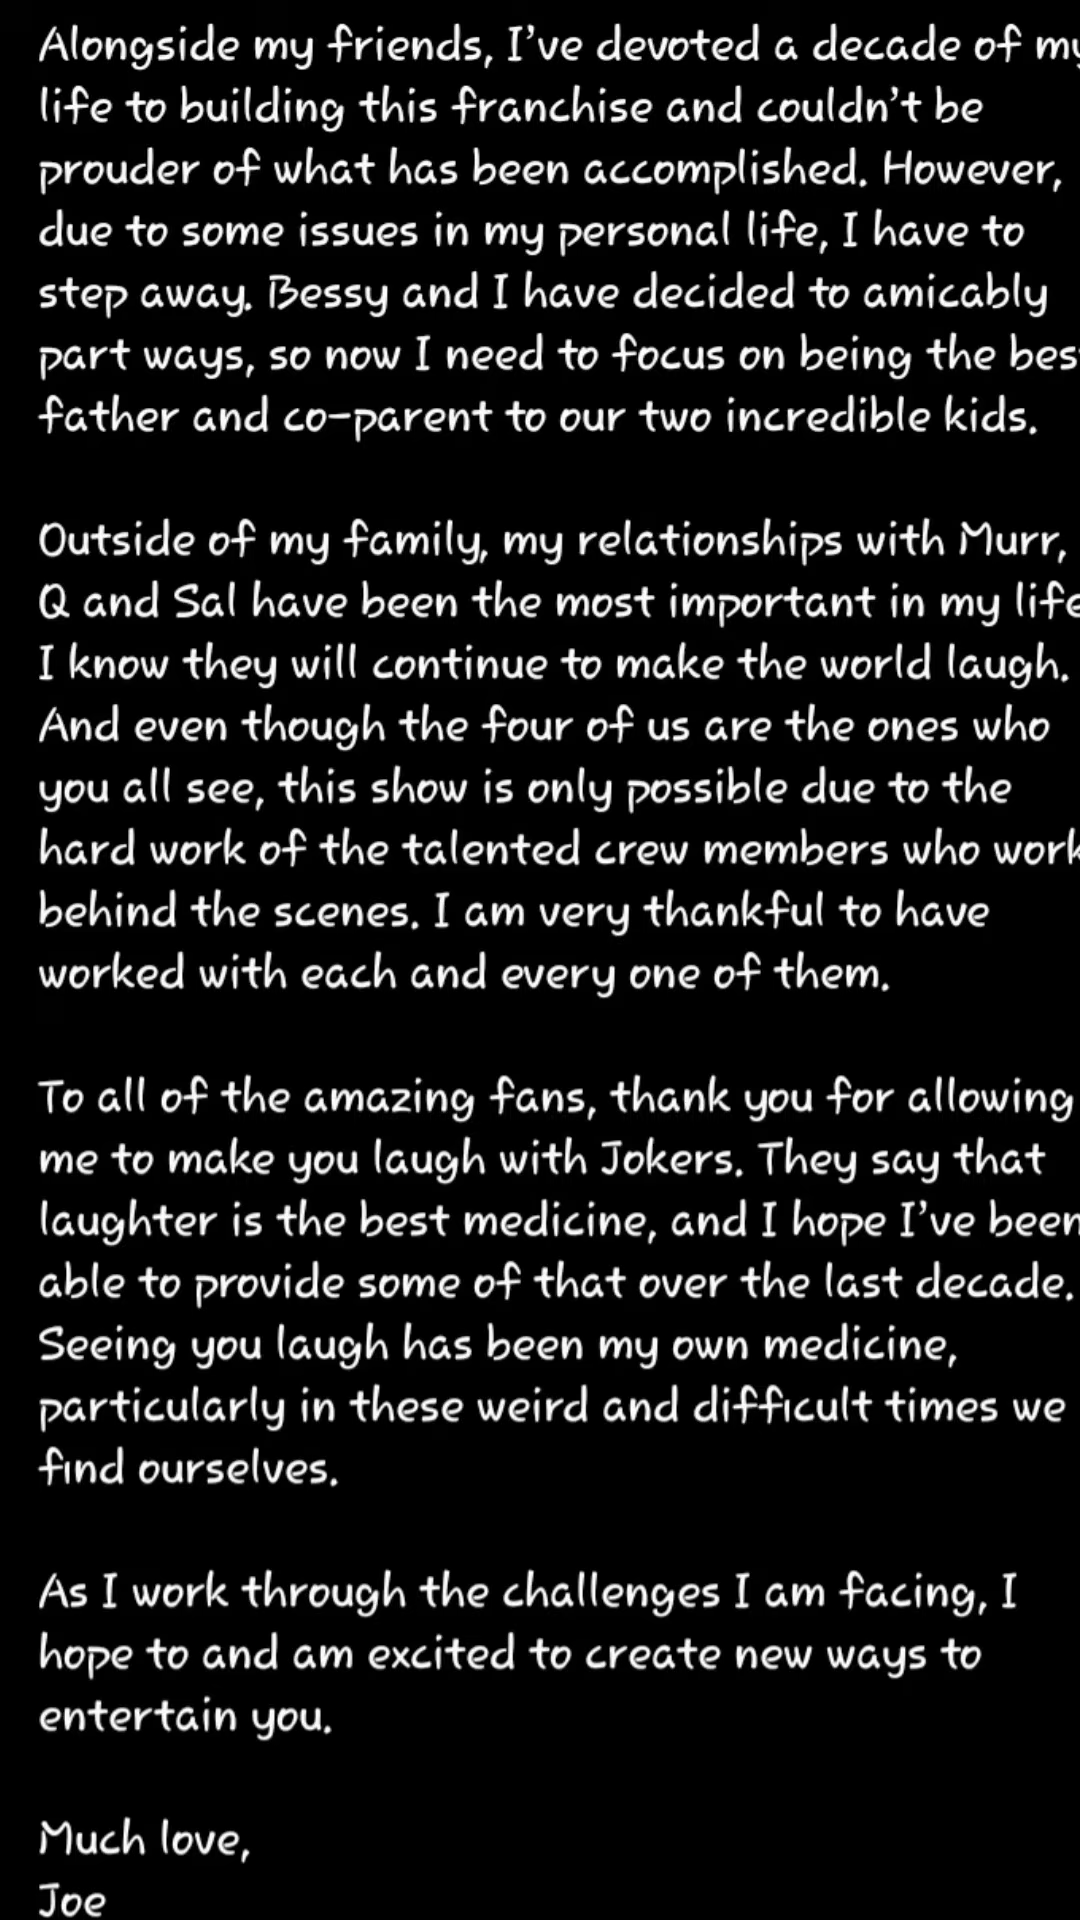 Alongside my friends, I've devoted a decade of my
life to building this franchise and couldn't be
prouder of what has been accomplished. However,
due to some issues in my personal life, I have to
step away. Bessy and I have decided to amicably
part ways, so now I need to focus on being the best
father and co-parent to our two incredible kids.

Outside of my family, my relationships with Murr,
Q and Sal have been the most important in my life
I know they will continue to make the world laugh.
And even though the four of us are the ones who
you all see, this show is only possible due to the
hard work of the talented crew members who work
behind the scenes. I am very thankful to have
worked with each and every one of them.

To all of the amazing fans, thank you for allowing
me to make you laugh with Jokers. They say that
laughter is the best medicine, and I hope I've been
able to provide some of that over the last decade.
Seeing you laugh has been my own medicine,
particularly in these weird and difficult times we
find ourselves.

As I work through the challenges I am facing, I
hope to and am excited to create new ways to
entertain you.

Much love,
Joe